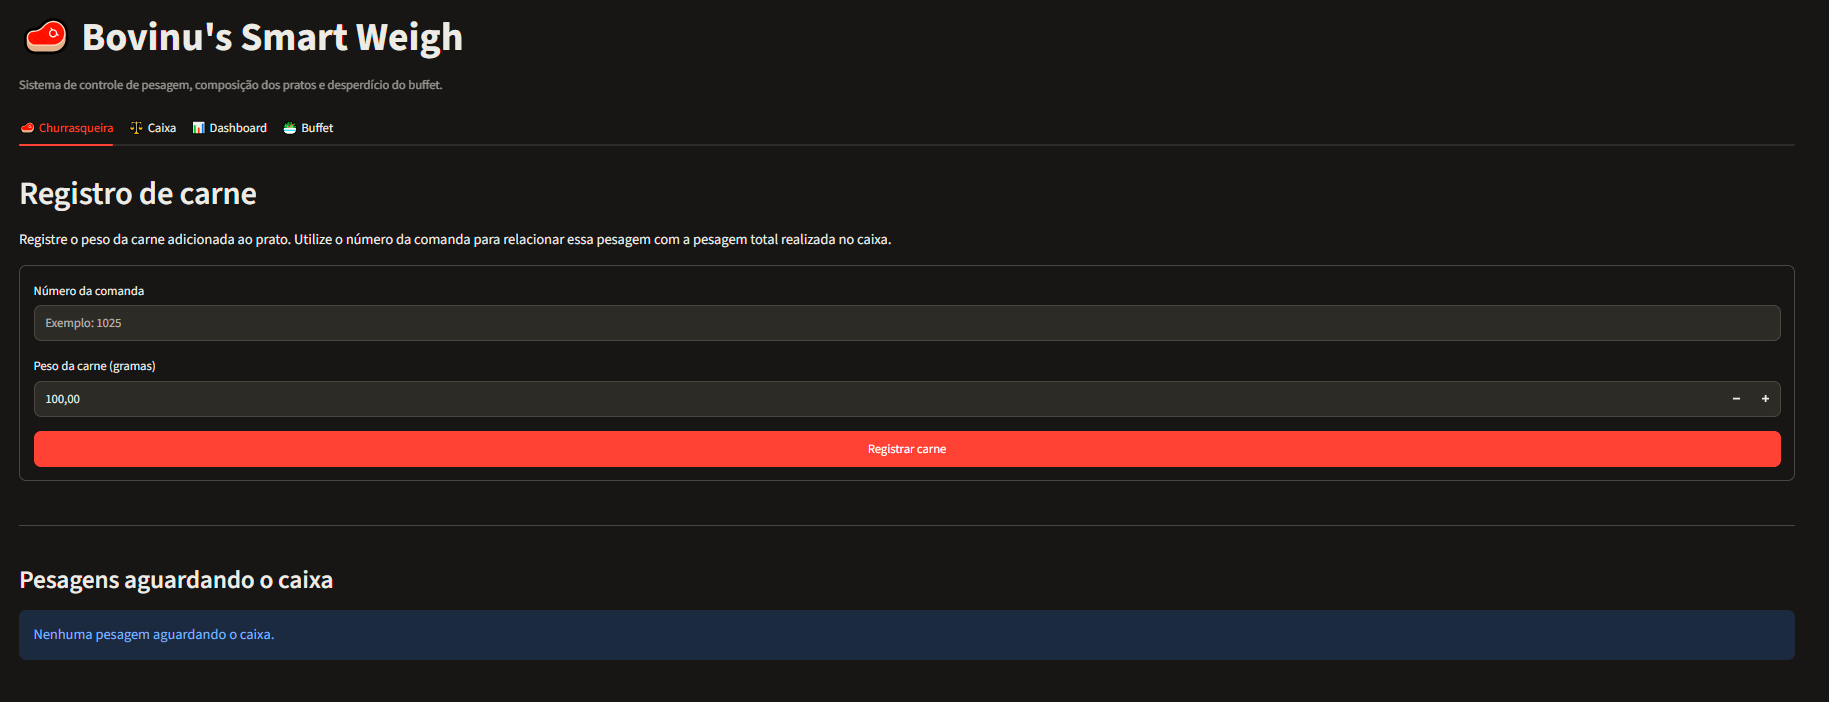 Bovinu's Smart Weigh
Sistema de controle de pesagem, composição dos pratos e desperdício do buffet.
Churrasqueira Caixa Dashboard Buffet
Registro de carne
Registre o peso da carne adicionada ao prato. Utilize o número da comanda para relacionar essa pesagem com a pesagem total realizada no caixa.
Número da comanda
Exemplo: 1025
Peso da carne (gramas)
100,00 − +
Registrar carne
Pesagens aguardando o caixa
Nenhuma pesagem aguardando o caixa.